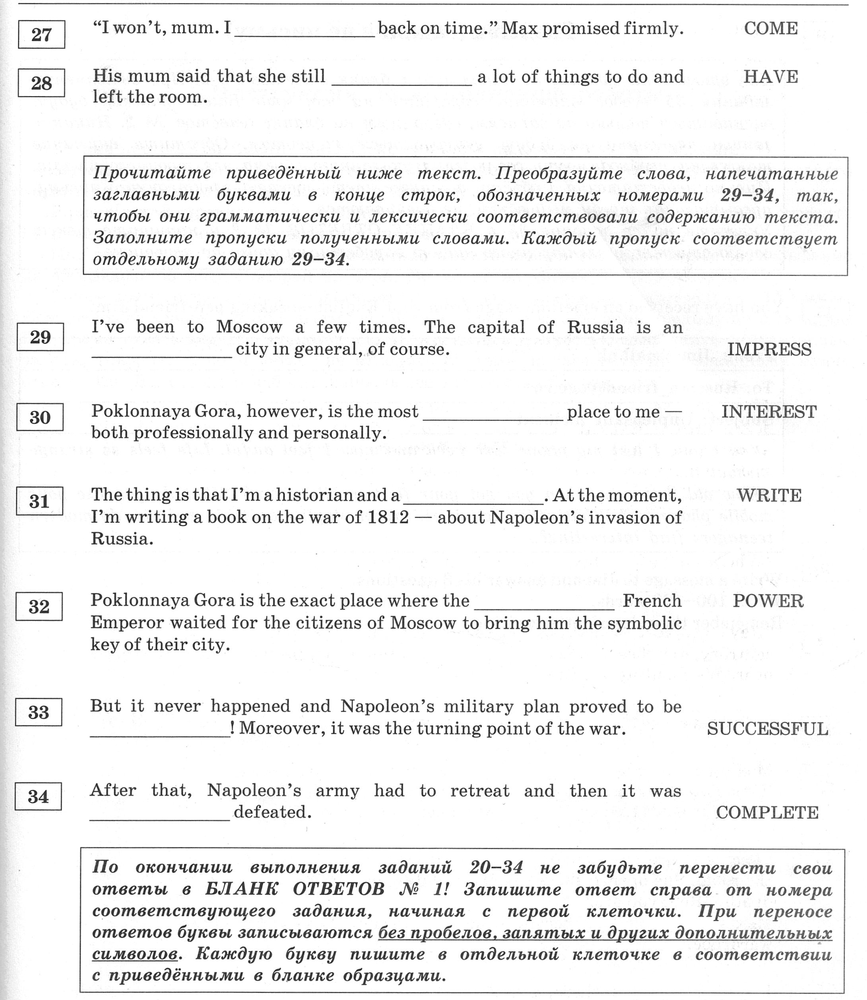 27 “I won’t, mum. I ______________ back on time.” Max promised firmly. COME
28 His mum said that she still ______________ a lot of things to do and HAVE
left the room.
Прочитайте приведённый ниже текст. Преобразуйте слова, напечатанные
заглавными буквами в конце строк, обозначенных номерами 29–34, так,
чтобы они грамматически и лексически соответствовали содержанию текста.
Заполните пропуски полученными словами. Каждый пропуск соответствует
отдельному заданию 29–34.
29 I’ve been to Moscow a few times. The capital of Russia is an
______________ city in general, of course. IMPRESS
30 Poklonnaya Gora, however, is the most ______________ place to me — INTEREST
both professionally and personally.
31 The thing is that I’m a historian and a ______________. At the moment, WRITE
I’m writing a book on the war of 1812 — about Napoleon’s invasion of
Russia.
32 Poklonnaya Gora is the exact place where the ______________ French POWER
Emperor waited for the citizens of Moscow to bring him the symbolic
key of their city.
33 But it never happened and Napoleon’s military plan proved to be
______________! Moreover, it was the turning point of the war. SUCCESSFUL
34 After that, Napoleon’s army had to retreat and then it was
______________ defeated. COMPLETE
По окончании выполнения заданий 20–34 не забудьте перенести свои
ответы в БЛАНК ОТВЕТОВ № 1! Запишите ответ справа от номера
соответствующего задания, начиная с первой клеточки. При переносе
ответов буквы записываются без пробелов, запятых и других дополнительных
символов. Каждую букву пишите в отдельной клеточке в соответствии
с приведёнными в бланке образцами.